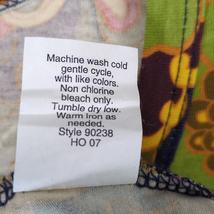 Machine wash cold
gentle cycle,
with like colors.
Non chlorine
bleach only.
Tumble dry low.
Warm Iron as
needed.
Style 90238
HO 07